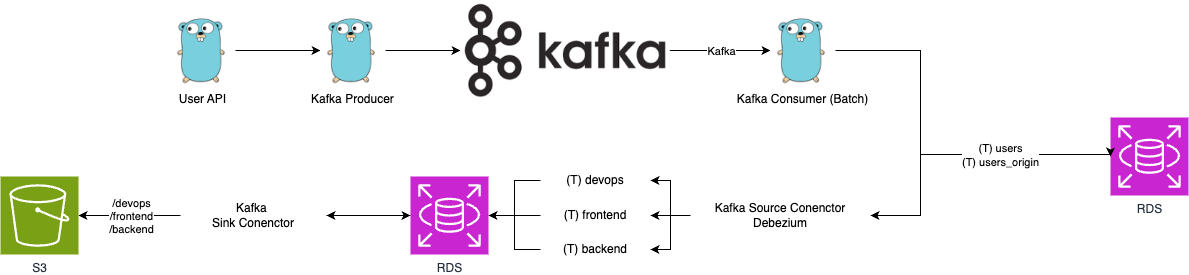 kafka
Kafka
User API
Kafka Producer
Kafka Consumer (Batch)
(T) users
(T) users_origin
RDS
(T) devops
(T) frontend
(T) backend
Kafka Source Conenctor
Debezium
/devops
/frontend
/backend
Kafka
Sink Conenctor
S3
RDS